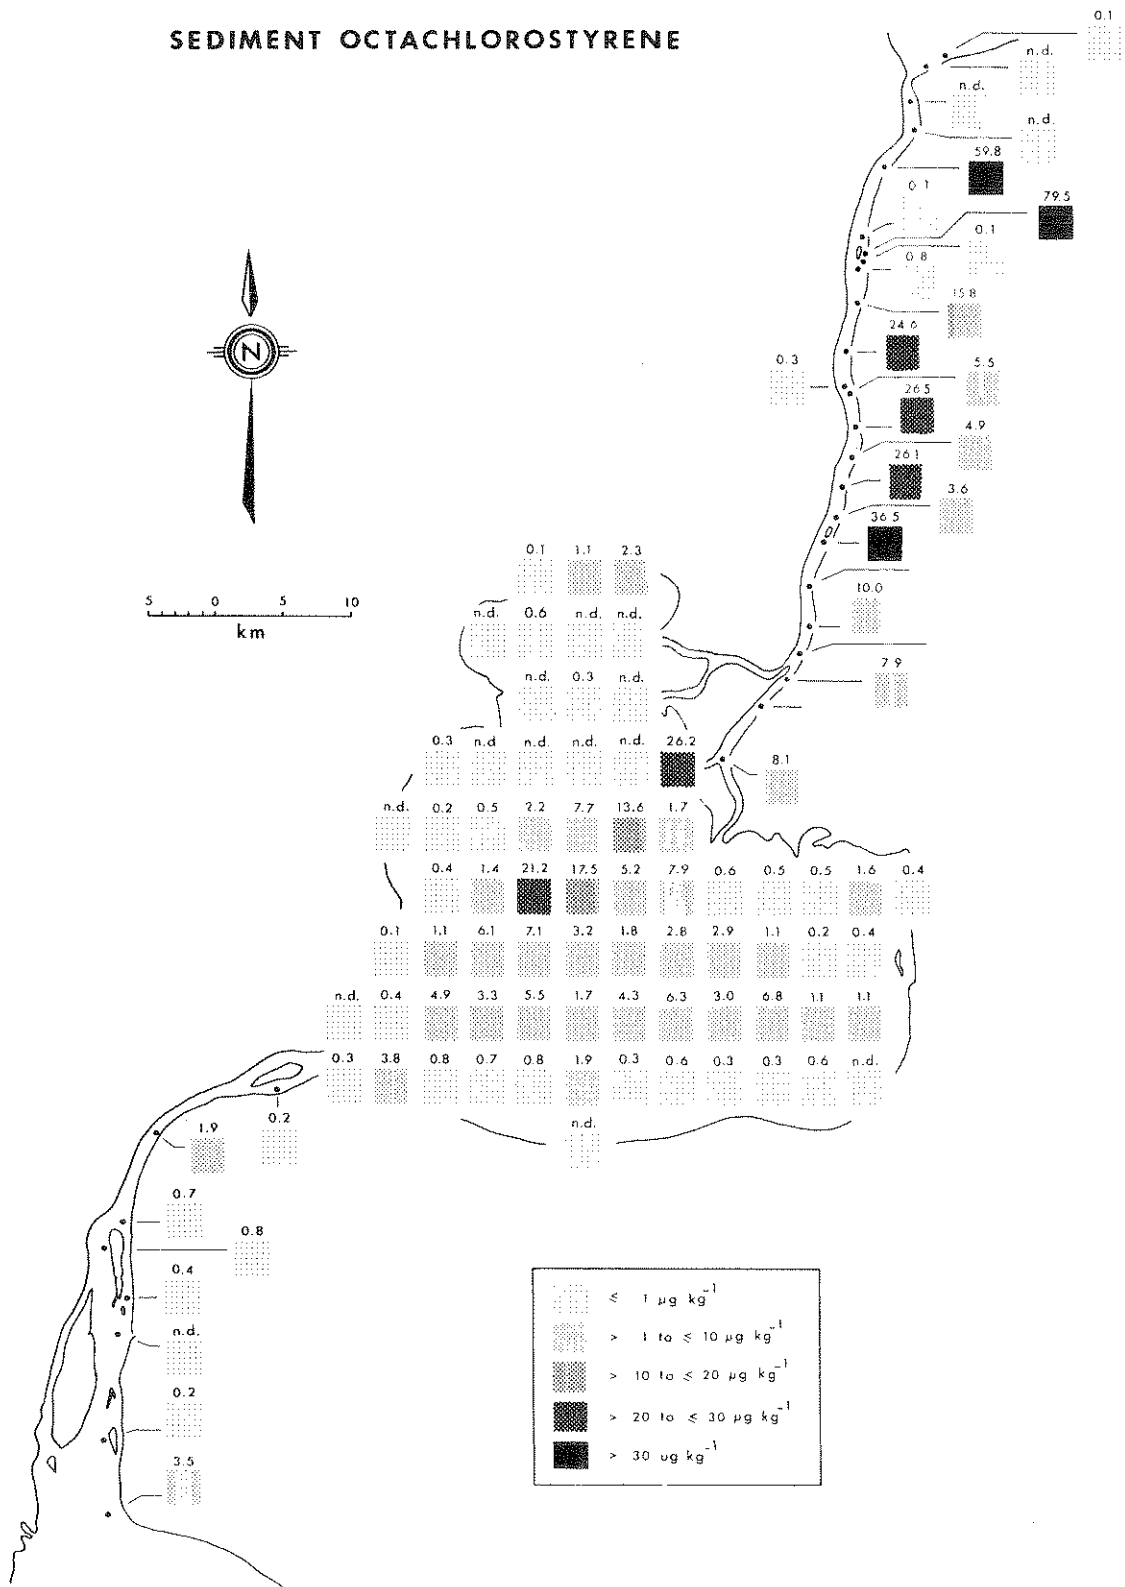 SEDIMENT OCTACHLOROSTYRENE
0.1
n.d.
n.d.
n.d.
59.8
0.1
79.5
0.1
0.8
15.8
24.6
0.3
5.5
26.5
4.9
26.1
3.6
36.5
10.0
7.9
8.1
N
5 0 5 10
km
0.1 1.1 2.3
n.d. 0.6 n.d. n.d.
n.d. 0.3 n.d.
0.3 n.d n.d. n.d. n.d. 26.2
n.d. 0.2 0.5 2.2 7.7 13.6 1.7
0.4 1.4 21.2 17.5 5.2 7.9 0.6 0.5 0.5 1.6 0.4
0.1 1.1 6.1 7.1 3.2 1.8 2.8 2.9 1.1 0.2 0.4
n.d. 0.4 4.9 3.3 5.5 1.7 4.3 6.3 3.0 6.8 1.1 1.1
0.3 3.8 0.8 0.7 0.8 1.9 0.3 0.6 0.3 0.3 0.6 n.d.
n.d.
0.2
1.9
0.7
0.8
0.4
n.d.
0.2
3.5
≤ 1 µg kg⁻¹
> 1 to ≤ 10 µg kg⁻¹
> 10 to ≤ 20 µg kg⁻¹
> 20 to ≤ 30 µg kg⁻¹
> 30 ug kg⁻¹